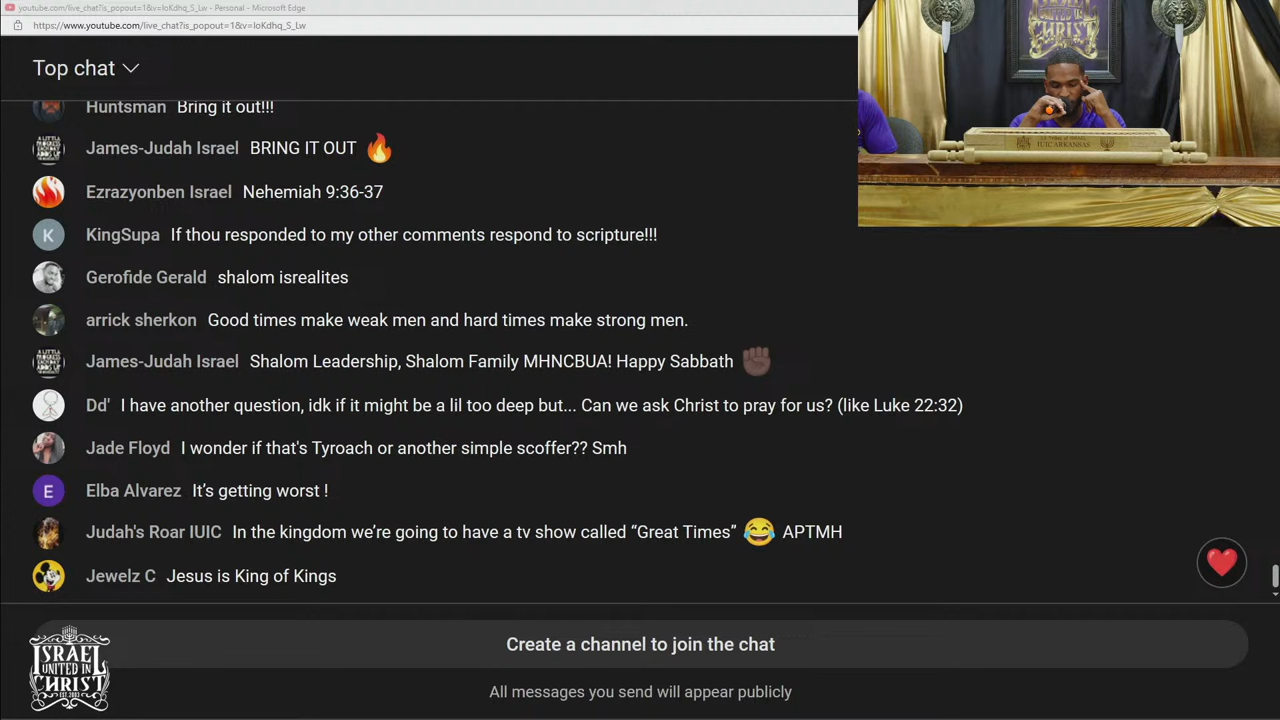 youtube.com/live_chat?is_popout=1&v=IoKdhq_S_Lw - Personal - Microsoft Edge
https://www.youtube.com/live_chat?is_popout=1&v=IoKdhq_S_Lw
Top chat
Huntsman Bring it out!!!
James-Judah Israel BRING IT OUT 🔥
Ezrazyonben Israel Nehemiah 9:36-37
K KingSupa If thou responded to my other comments respond to scripture!!!
Gerofide Gerald shalom isrealites
arrick sherkon Good times make weak men and hard times make strong men.
James-Judah Israel Shalom Leadership, Shalom Family MHNCBUA! Happy Sabbath ✊🏿
Dd' I have another question, idk if it might be a lil too deep but... Can we ask Christ to pray for us? (like Luke 22:32)
Jade Floyd I wonder if that's Tyroach or another simple scoffer?? Smh
E Elba Alvarez It’s getting worst !
Judah's Roar IUIC In the kingdom we’re going to have a tv show called “Great Times” 😂 APTMH
Jewelz C Jesus is King of Kings
Create a channel to join the chat
All messages you send will appear publicly
ISRAEL
UNITED IN
CHRIST
EST. 2003
ISRAEL
UNITED IN
CHRIST
IUIC ARKANSAS